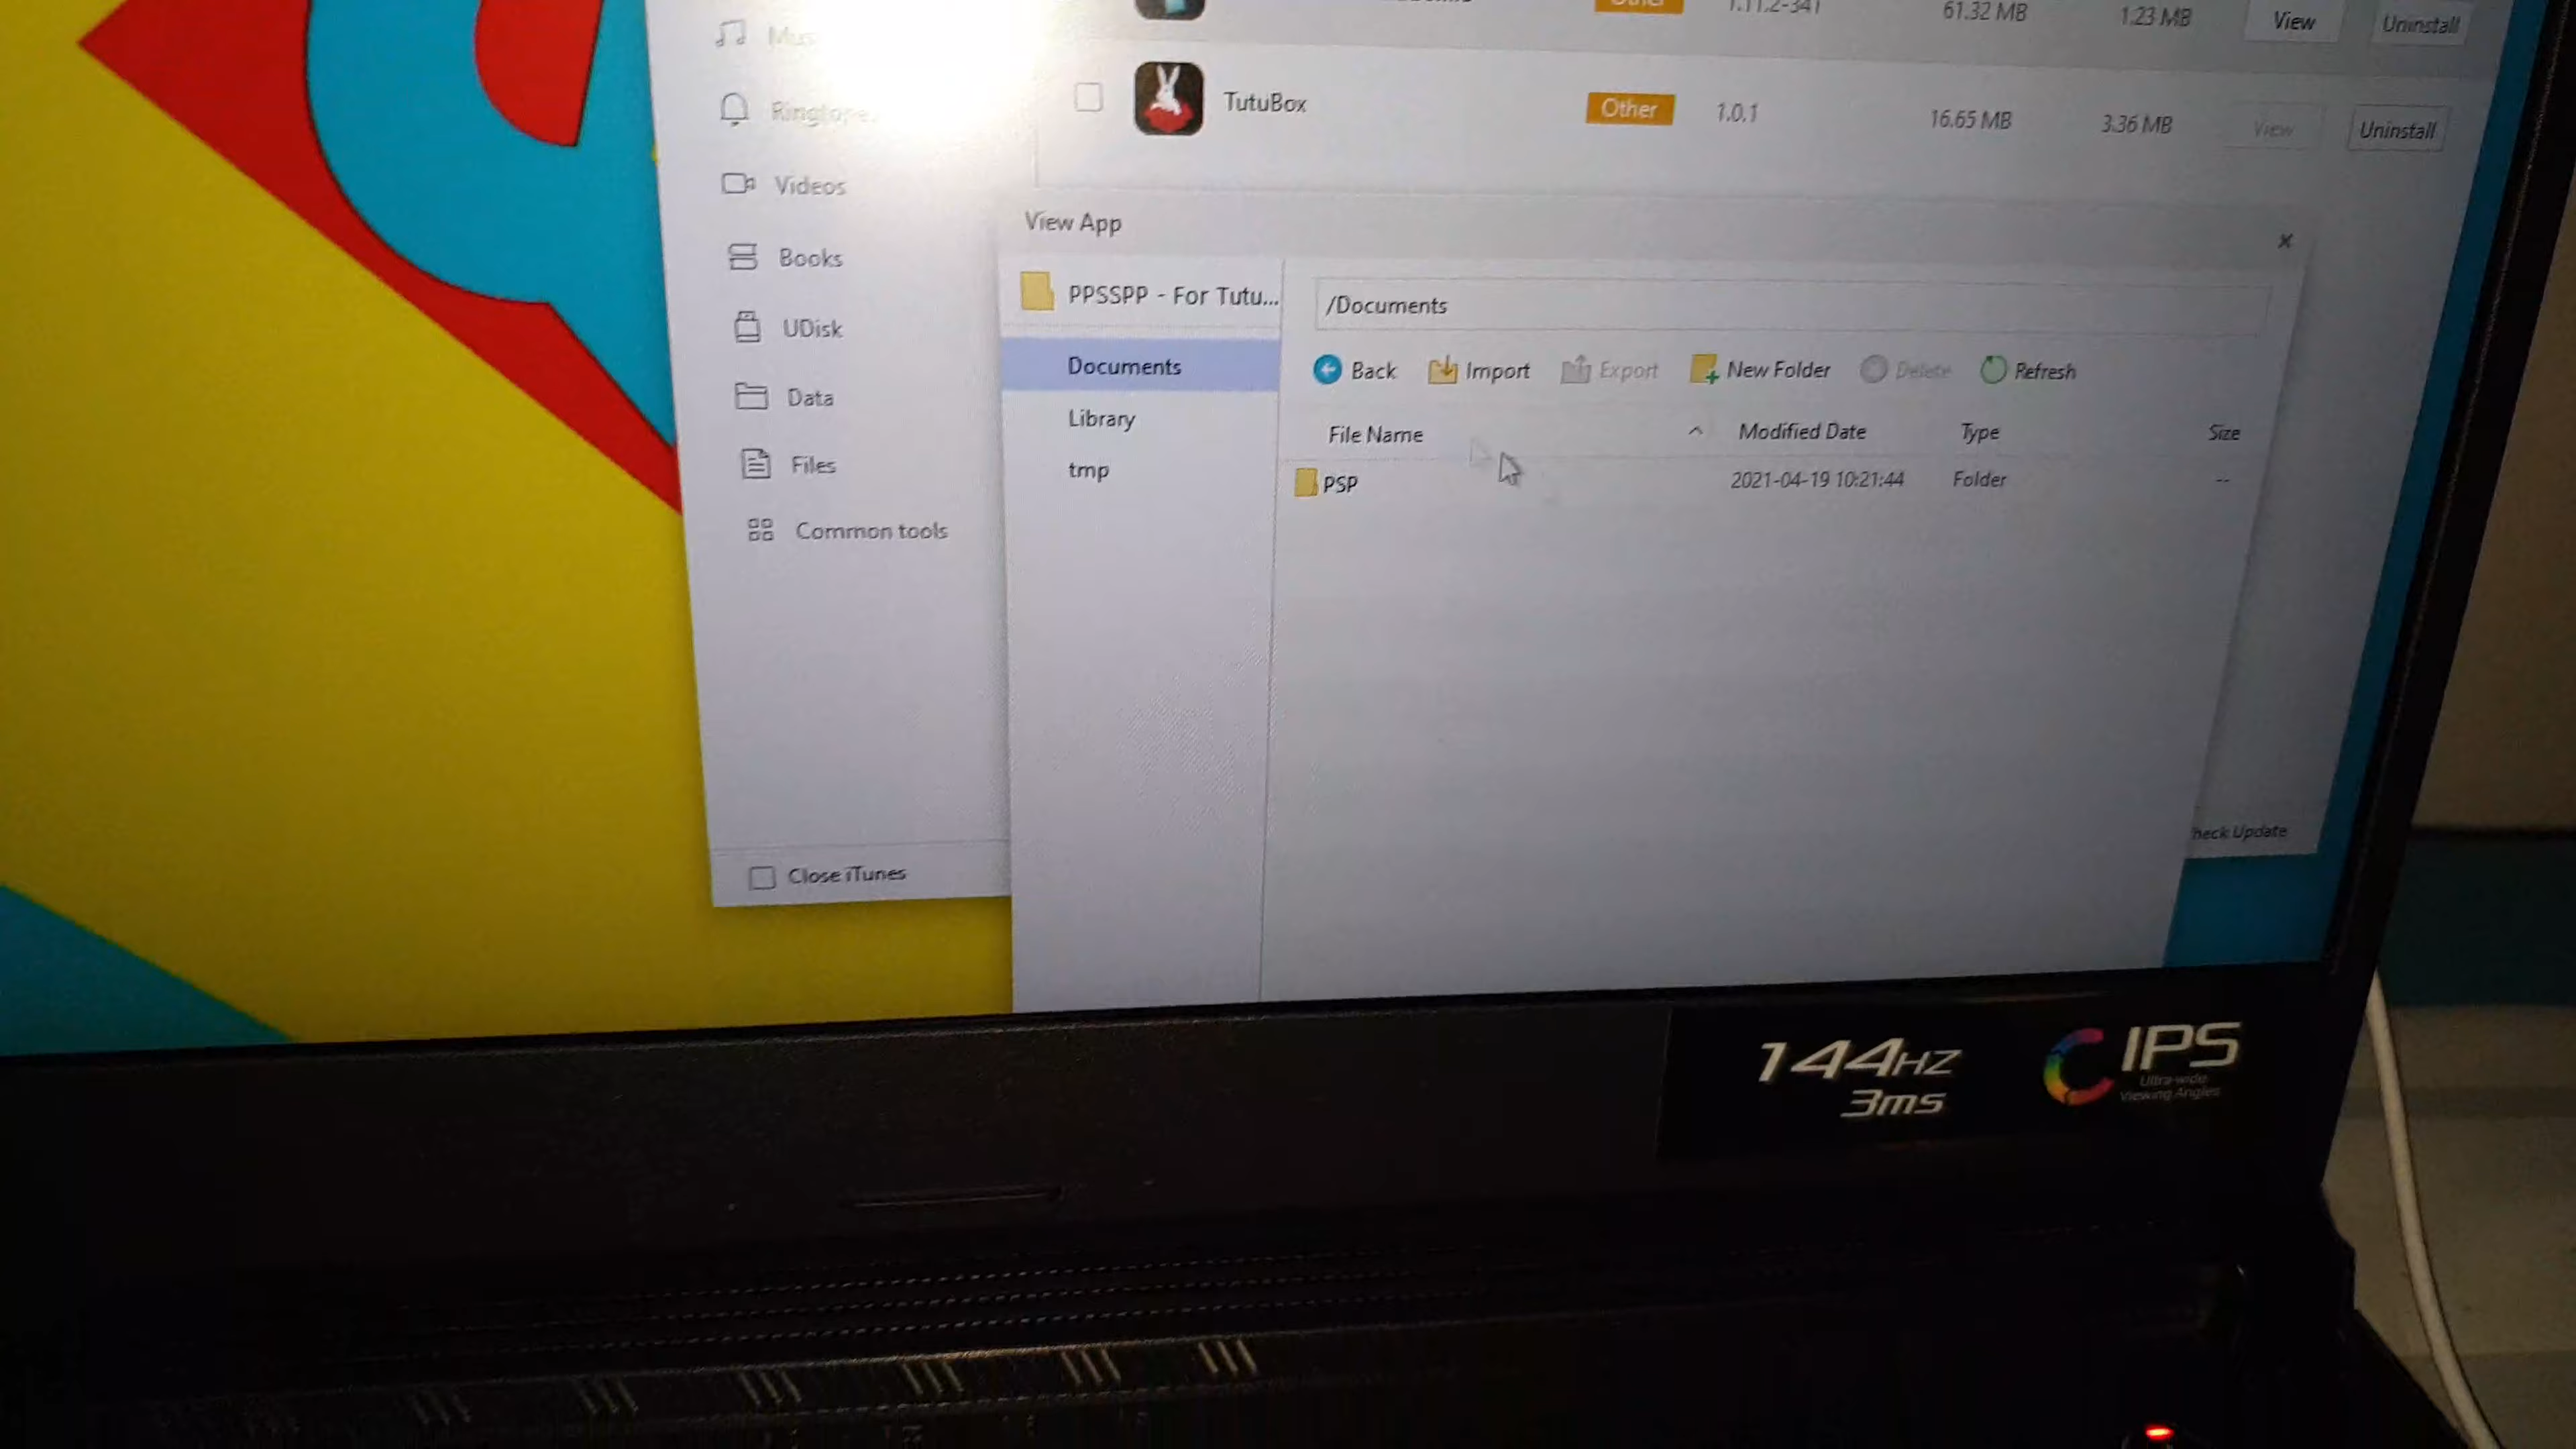 Other 1.11.2-341 61.32 MB 1.23 MB View Uninstall
Mus
TutuBox Other 1.0.1 16.65 MB 3.36 MB View Uninstall
Ringtone
Videos
View App
Books
PPSSPP - For Tutu...
/Documents
UDisk
Documents
Back Import Export New Folder Delete Refresh
Data
Library
File Name Modified Date Type Size
Files
tmp
PSP 2021-04-19 10:21:44 Folder --
Common tools
heck Update
Close iTunes
144HZ
3ms
IPS
Ultra-wide
Viewing Angles